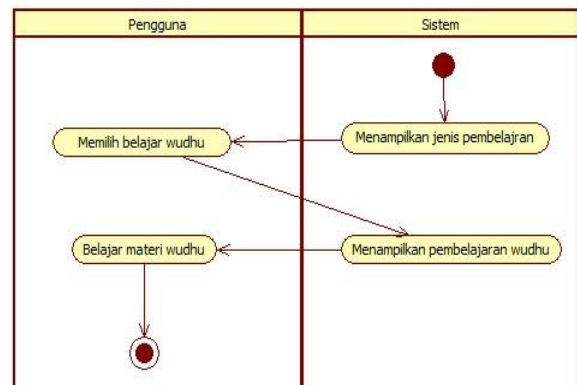 Pengguna
Sistem
Menampilkan jenis pembelajran
Memilih belajar wudhu
Menampilkan pembelajaran wudhu
Belajar materi wudhu